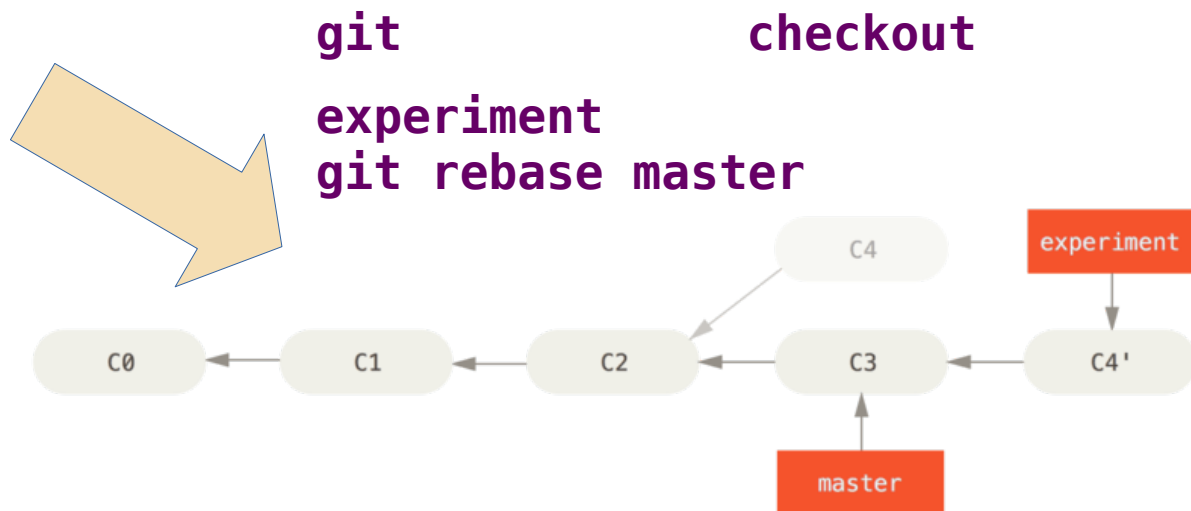 git checkout
experiment
git rebase master
C4
experiment
C0
C1
C2
C3
C4'
master